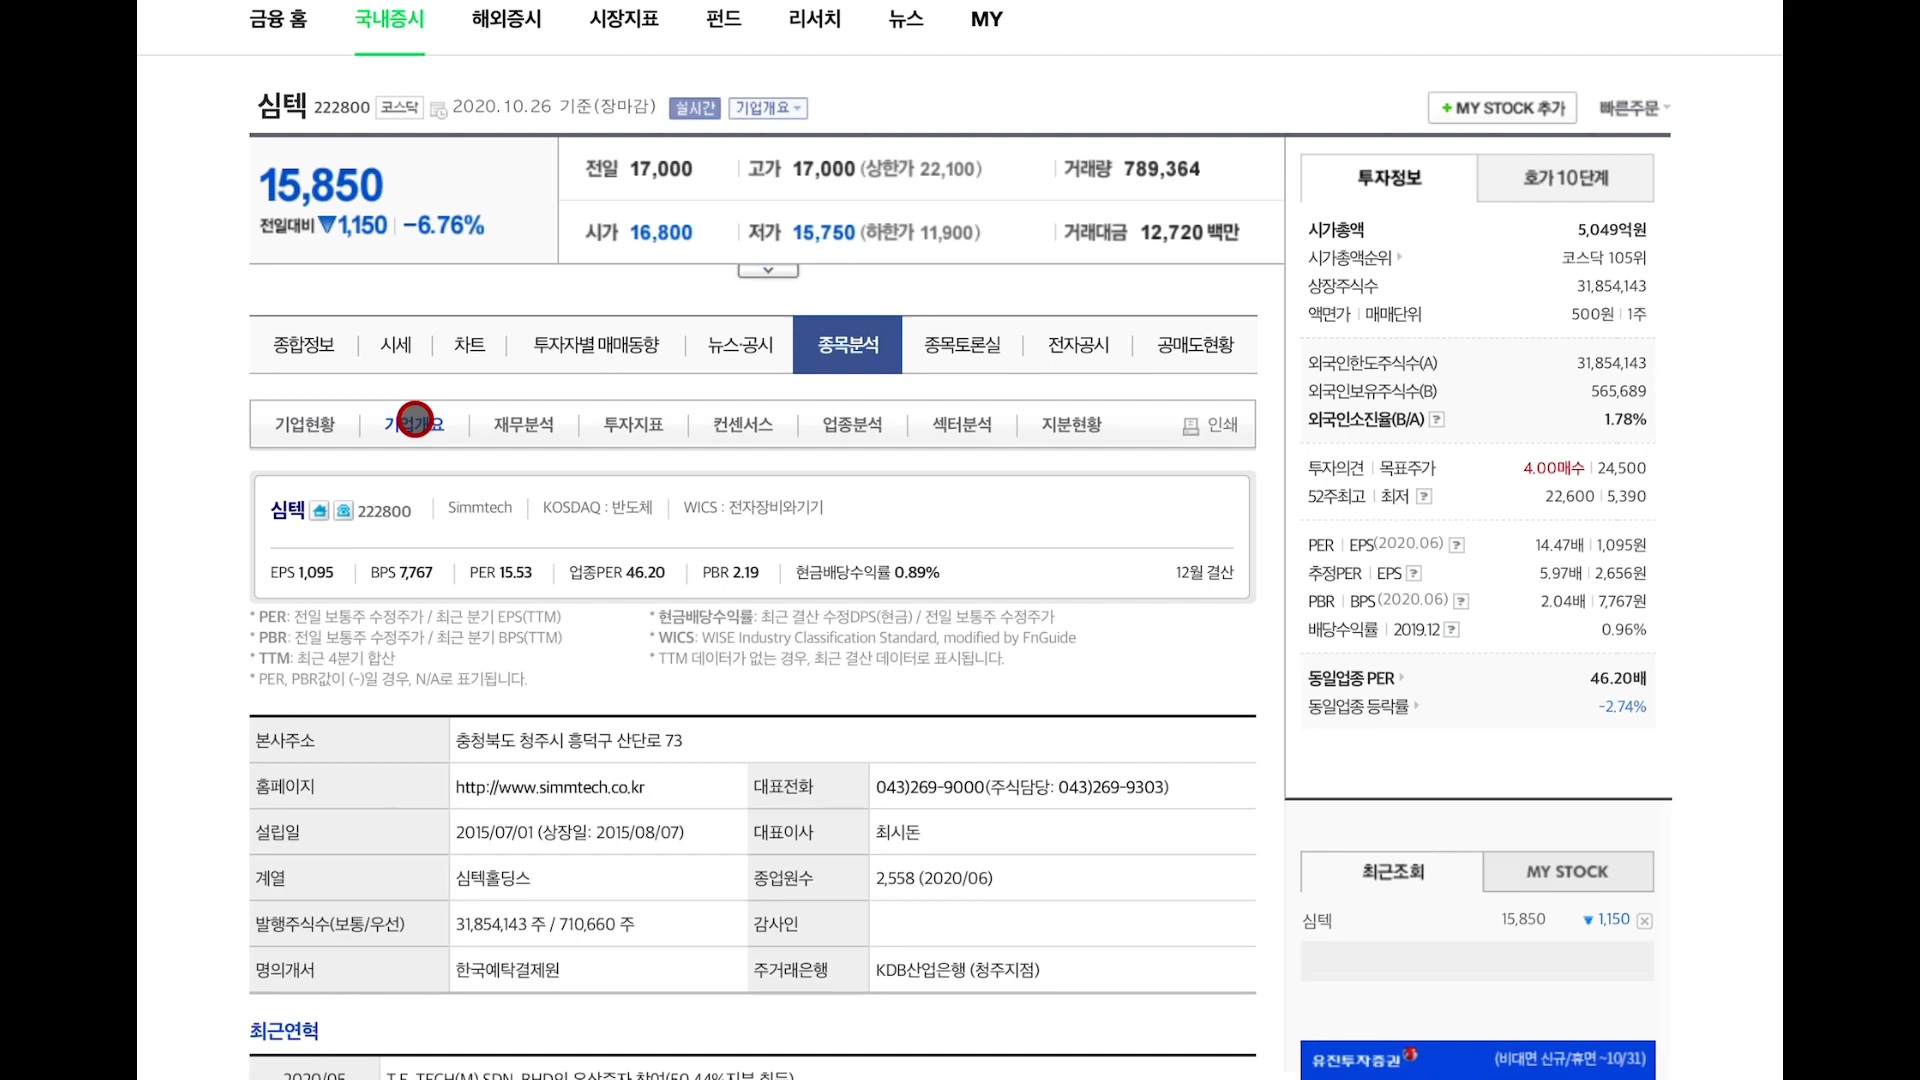 금융 홈 국내증시 해외증시 시장지표 펀드 리서치 뉴스 MY
심텍 222800 코스닥 2020.10.26 기준(장마감) 실시간 기업개요
+ MY STOCK 추가 빠른주문
15,850
전일대비 ▼1,150 -6.76%
전일 17,000 고가 17,000 (상한가 22,100) 거래량 789,364
시가 16,800 저가 15,750 (하한가 11,900) 거래대금 12,720 백만
투자정보 호가 10단계
시가총액 5,049억원
시가총액순위 코스닥 105위
상장주식수 31,854,143
액면가 매매단위 500원 1주
외국인한도주식수(A) 31,854,143
외국인보유주식수(B) 565,689
외국인소진율(B/A) ? 1.78%
투자의견 목표주가 4.00매수 24,500
52주최고 최저 ? 22,600 5,390
PER EPS(2020.06) ? 14.47배 1,095원
추정PER EPS ? 5.97배 2,656원
PBR BPS(2020.06) ? 2.04배 7,767원
배당수익률 2019.12 ? 0.96%
동일업종 PER 46.20배
동일업종 등락률 -2.74%
종합정보 시세 차트 투자자별 매매동향 뉴스·공시 종목분석 종목토론실 전자공시 공매도현황
기업현황 기업개요 재무분석 투자지표 컨센서스 업종분석 섹터분석 지분현황 인쇄
심텍 222800 Simmtech KOSDAQ : 반도체 WICS : 전자장비와기기
EPS 1,095 BPS 7,767 PER 15.53 업종PER 46.20 PBR 2.19 현금배당수익률 0.89% 12월 결산
* PER: 전일 보통주 수정주가 / 최근 분기 EPS(TTM)
* PBR: 전일 보통주 수정주가 / 최근 분기 BPS(TTM)
* TTM: 최근 4분기 합산
* PER, PBR값이 (-)일 경우, N/A로 표기됩니다.
* 현금배당수익률: 최근 결산 수정DPS(현금) / 전일 보통주 수정주가
* WICS: WISE Industry Classification Standard, modified by FnGuide
* TTM 데이터가 없는 경우, 최근 결산 데이터로 표시됩니다.
본사주소 충청북도 청주시 흥덕구 산단로 73
홈페이지 http://www.simmtech.co.kr 대표전화 043)269-9000(주식담당: 043)269-9303)
설립일 2015/07/01 (상장일: 2015/08/07) 대표이사 최시돈
계열 심텍홀딩스 종업원수 2,558 (2020/06)
발행주식수(보통/우선) 31,854,143 주 / 710,660 주 감사인
명의개서 한국예탁결제원 주거래은행 KDB산업은행 (청주지점)
최근연혁
2020/05 T.E. TECH(M) SDN. BHD의 유상증자 참여(50.44%지분 취득)
최근조회 MY STOCK
심텍 15,850 ▼1,150
유진투자증권 (비대면 신규/휴면 ~10/31)